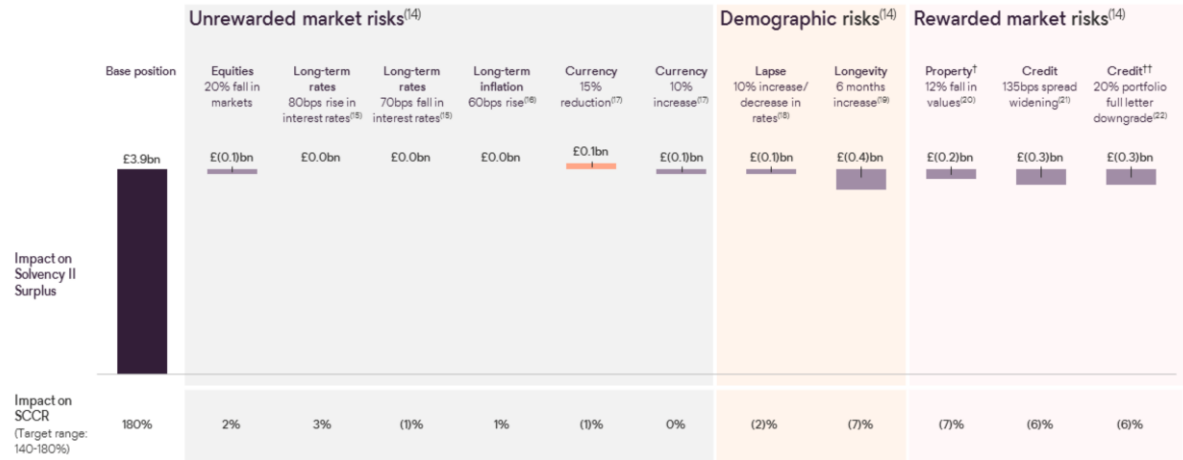 Unrewarded market risks(14)
Demographic risks(14)
Rewarded market risks(14)
Base position
Equities
20% fall in
markets
Long-term
rates
80bps rise in
interest rates(15)
Long-term
rates
70bps fall in
interest rates(15)
Long-term
inflation
60bps rise(16)
Currency
15%
reduction(17)
Currency
10%
increase(17)
Lapse
10% increase/
decrease in
rates(18)
Longevity
6 months
increase(19)
Property†
12% fall in
values(20)
Credit
135bps spread
widening(21)
Credit††
20% portfolio
full letter
downgrade(22)
£3.9bn
£(0.1)bn
£0.0bn
£0.0bn
£0.0bn
£0.1bn
£(0.1)bn
£(0.1)bn
£(0.4)bn
£(0.2)bn
£(0.3)bn
£(0.3)bn
Impact on
Solvency II
Surplus
Impact on
SCCR
(Target range:
140-180%)
180%
2%
3%
(1)%
1%
(1)%
0%
(2)%
(7)%
(7)%
(6)%
(6)%